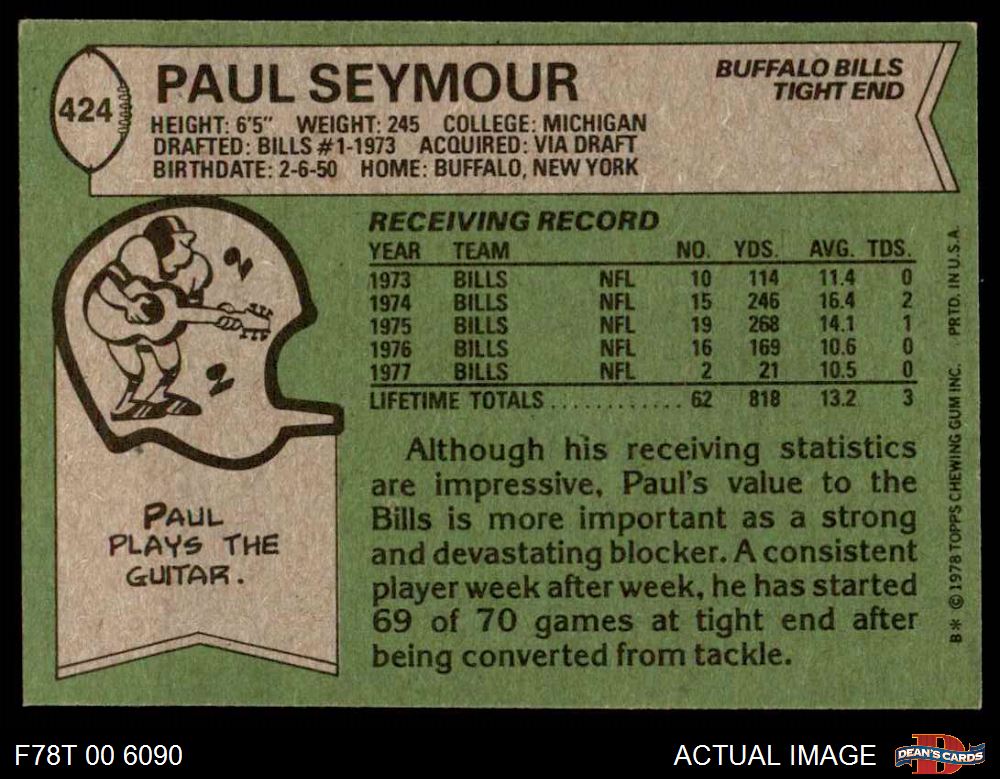 424
PAUL SEYMOUR
BUFFALO BILLS
TIGHT END
HEIGHT: 6'5" WEIGHT: 245 COLLEGE: MICHIGAN
DRAFTED: BILLS #1-1973 ACQUIRED: VIA DRAFT
BIRTHDATE: 2-6-50 HOME: BUFFALO, NEW YORK
RECEIVING RECORD
YEAR TEAM NO. YDS. AVG. TDS.
1973 BILLS NFL 10 114 11.4 0
1974 BILLS NFL 15 246 16.4 2
1975 BILLS NFL 19 268 14.1 1
1976 BILLS NFL 16 169 10.6 0
1977 BILLS NFL 2 21 10.5 0
LIFETIME TOTALS............ 62 818 13.2 3
Although his receiving statistics
are impressive, Paul's value to the
Bills is more important as a strong
and devastating blocker. A consistent
player week after week, he has started
69 of 70 games at tight end after
being converted from tackle.
PAUL
PLAYS THE
GUITAR.
B* © 1978 TOPPS CHEWING GUM INC. PRTD. IN U.S.A.
F78T 00 6090
ACTUAL IMAGE
D
DEAN'S CARDS